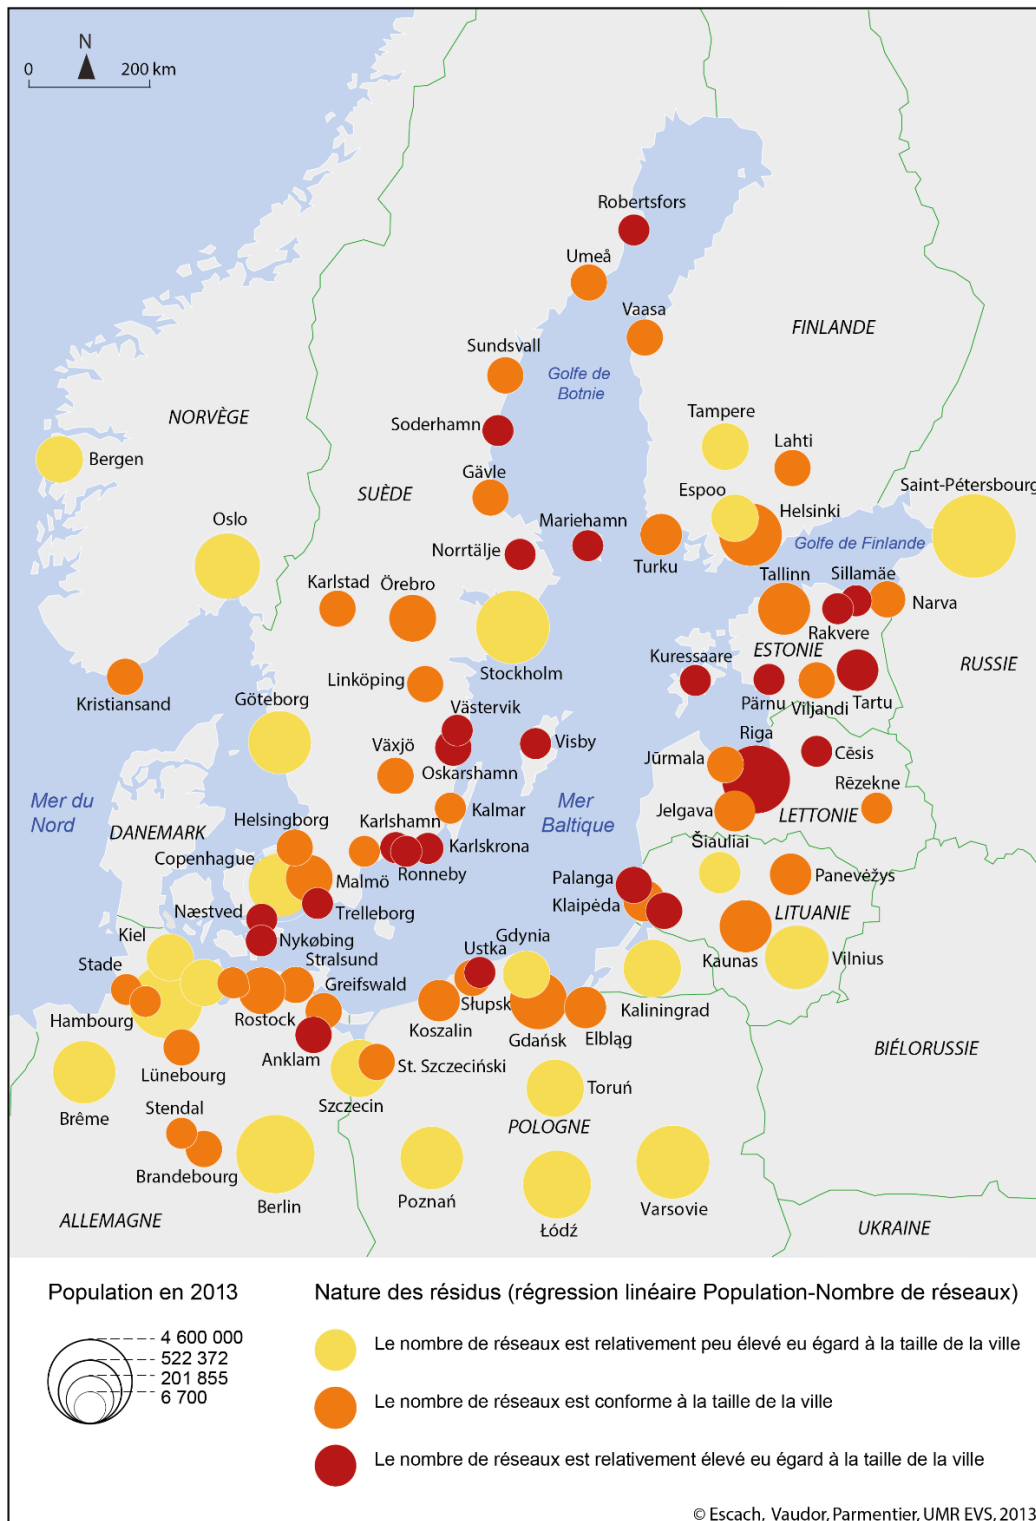 N
0 200 km
Robertsfors
Umeå
Vaasa
FINLANDE
Sundsvall
Golfe de
Botnie
NORVÈGE
Tampere
Soderhamn
Lahti
Bergen
Gävle
Espoo
Saint-Pétersbourg
SUÈDE
Helsinki
Oslo
Mariehamn
Golfe de Finlande
Norrtälje
Turku
Tallinn
Sillamäe
Karlstad
Örebro
Narva
Rakvere
ESTONIE
Kuressaare
RUSSIE
Stockholm
Linköping
Kristiansand
Göteborg
Pärnu
Viljandi
Tartu
Västervik
Riga
Växjö
Visby
Jūrmala
Cēsis
Oskarshamn
Rēzekne
Mer du
Nord
Mer
Baltique
Kalmar
Jelgava
LETTONIE
DANEMARK
Helsingborg
Karlshamn
Karlskrona
Šiauliai
Copenhague
Ronneby
Malmö
Palanga
Panevėžys
Næstved
Trelleborg
Klaipėda
LITUANIE
Kiel
Nykøbing
Gdynia
Stralsund
Ustka
Kaunas
Vilnius
Stade
Greifswald
Słupsk
Kaliningrad
Hambourg
Rostock
Koszalin
Gdańsk
Elbląg
Anklam
BIÉLORUSSIE
Lünebourg
St. Szczeciński
Toruń
Brême
Szczecin
Stendal
POLOGNE
Brandebourg
Berlin
Poznań
Varsovie
ALLEMAGNE
Łódź
UKRAINE
Population en 2013
4 600 000
522 372
201 855
6 700
Nature des résidus (régression linéaire Population-Nombre de réseaux)
Le nombre de réseaux est relativement peu élevé eu égard à la taille de la ville
Le nombre de réseaux est conforme à la taille de la ville
Le nombre de réseaux est relativement élevé eu égard à la taille de la ville
© Escach, Vaudor, Parmentier, UMR EVS, 2013